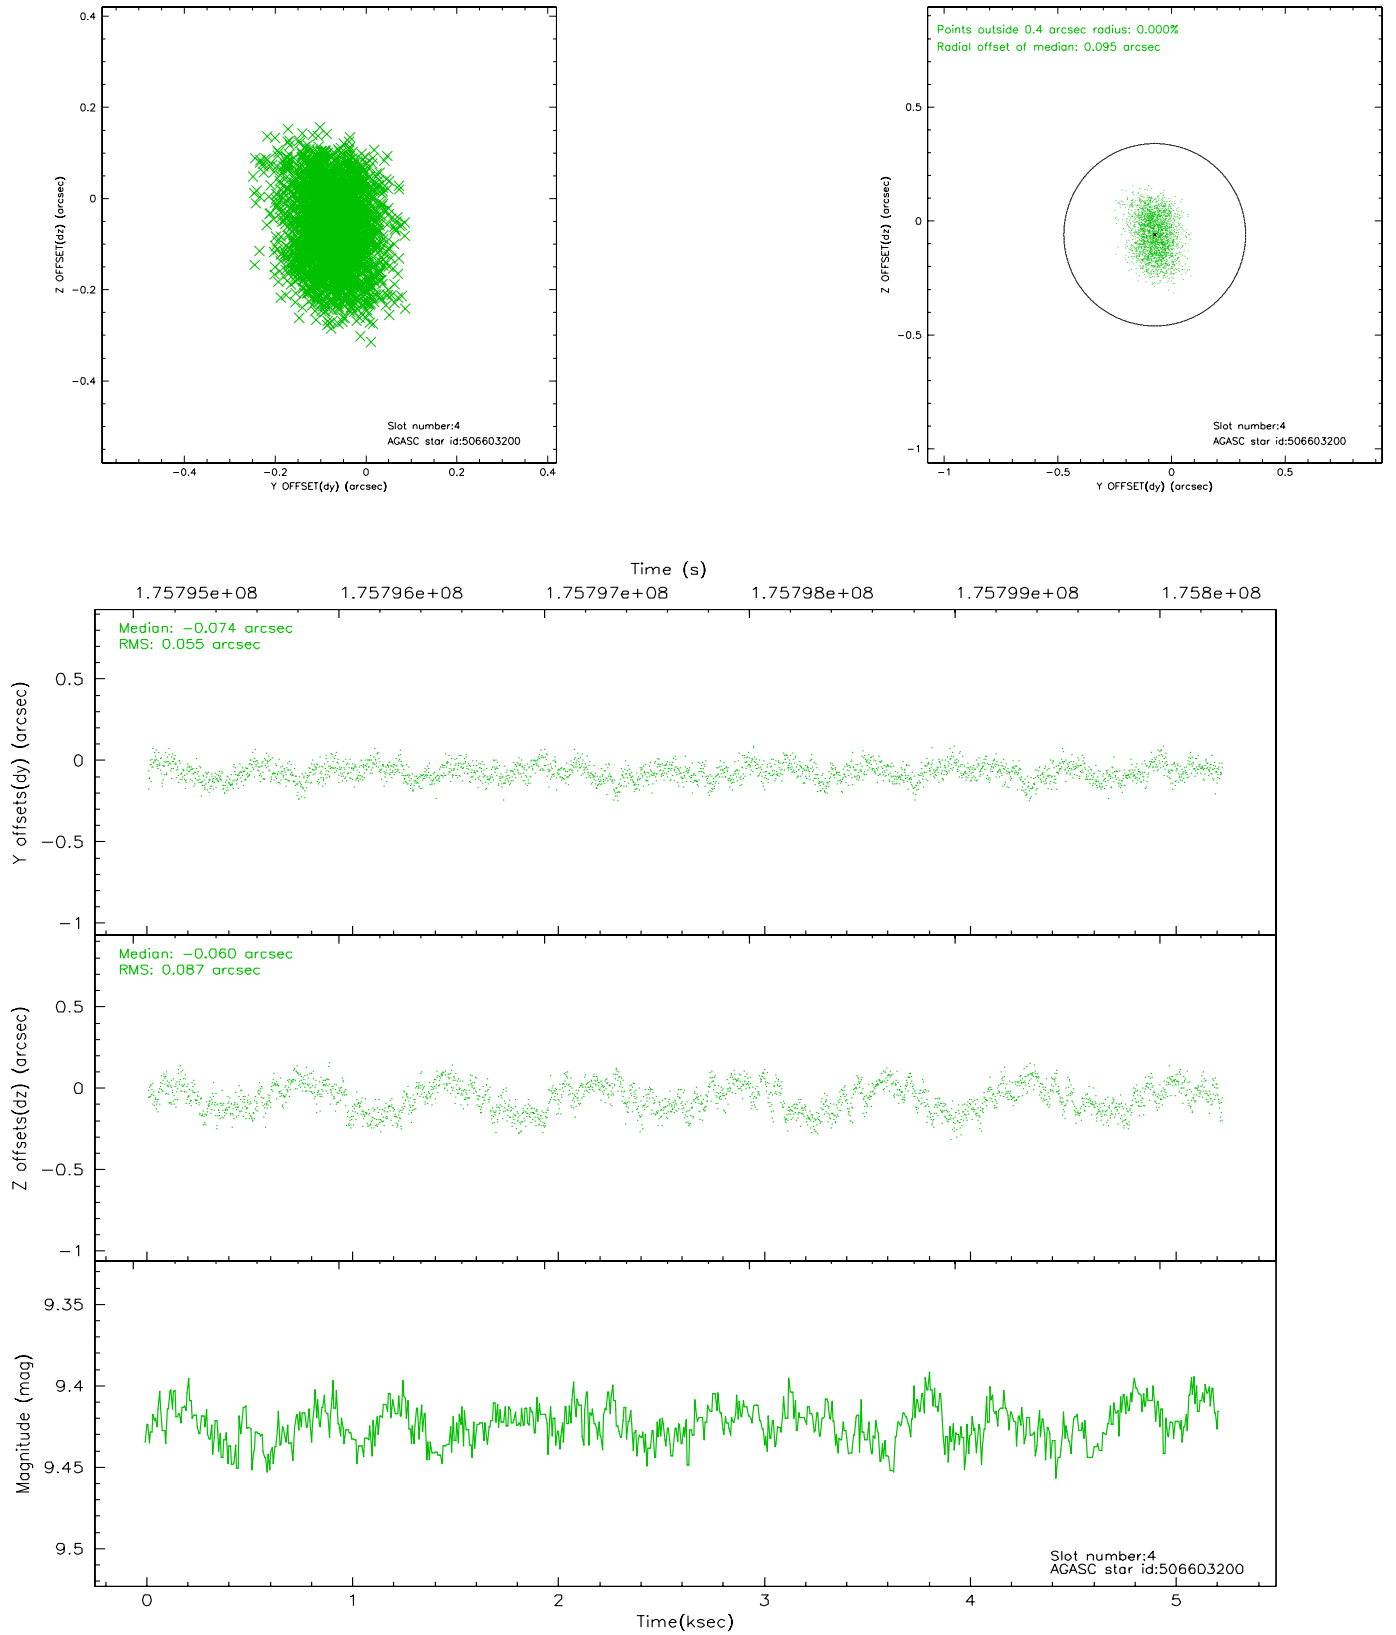 0.4
0.2
0
−0.2
−0.4
Z OFFSET(dz) (arcsec)
Slot number:4
AGASC star id:506603200
−0.4 −0.2 0 0.2 0.4
Y OFFSET(dy) (arcsec)
Points outside 0.4 arcsec radius: 0.000%
Radial offset of median: 0.095 arcsec
0.5
0
−0.5
−1
Z OFFSET(dz) (arcsec)
Slot number:4
AGASC star id:506603200
−1 −0.5 0 0.5
Y OFFSET(dy) (arcsec)
Time (s)
1.75795e+08 1.75796e+08 1.75797e+08 1.75798e+08 1.75799e+08 1.758e+08
Median: −0.074 arcsec
RMS: 0.055 arcsec
0.5
0
−0.5
−1
Y offsets(dy) (arcsec)
Median: −0.060 arcsec
RMS: 0.087 arcsec
0.5
0
−0.5
−1
Z offsets(dz) (arcsec)
9.35
9.4
9.45
9.5
Magnitude (mag)
Slot number:4
AGASC star id:506603200
0 1 2 3 4 5
Time(ksec)